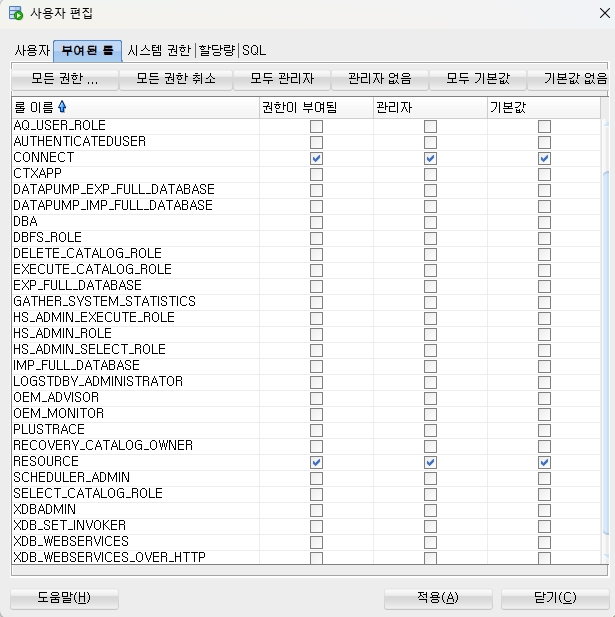 사용자 편집
사용자 부여된 롤 시스템 권한 할당량 SQL
모든 권한 ... 모든 권한 취소 모두 관리자 관리자 없음 모두 기본값 기본값 없음
롤 이름 권한이 부여됨 관리자 기본값
AQ_USER_ROLE
AUTHENTICATEDUSER
CONNECT
CTXAPP
DATAPUMP_EXP_FULL_DATABASE
DATAPUMP_IMP_FULL_DATABASE
DBA
DBFS_ROLE
DELETE_CATALOG_ROLE
EXECUTE_CATALOG_ROLE
EXP_FULL_DATABASE
GATHER_SYSTEM_STATISTICS
HS_ADMIN_EXECUTE_ROLE
HS_ADMIN_ROLE
HS_ADMIN_SELECT_ROLE
IMP_FULL_DATABASE
LOGSTDBY_ADMINISTRATOR
OEM_ADVISOR
OEM_MONITOR
PLUSTRACE
RECOVERY_CATALOG_OWNER
RESOURCE
SCHEDULER_ADMIN
SELECT_CATALOG_ROLE
XDBADMIN
XDB_SET_INVOKER
XDB_WEBSERVICES
XDB_WEBSERVICES_OVER_HTTP
도움말(H) 적용(A) 닫기(C)